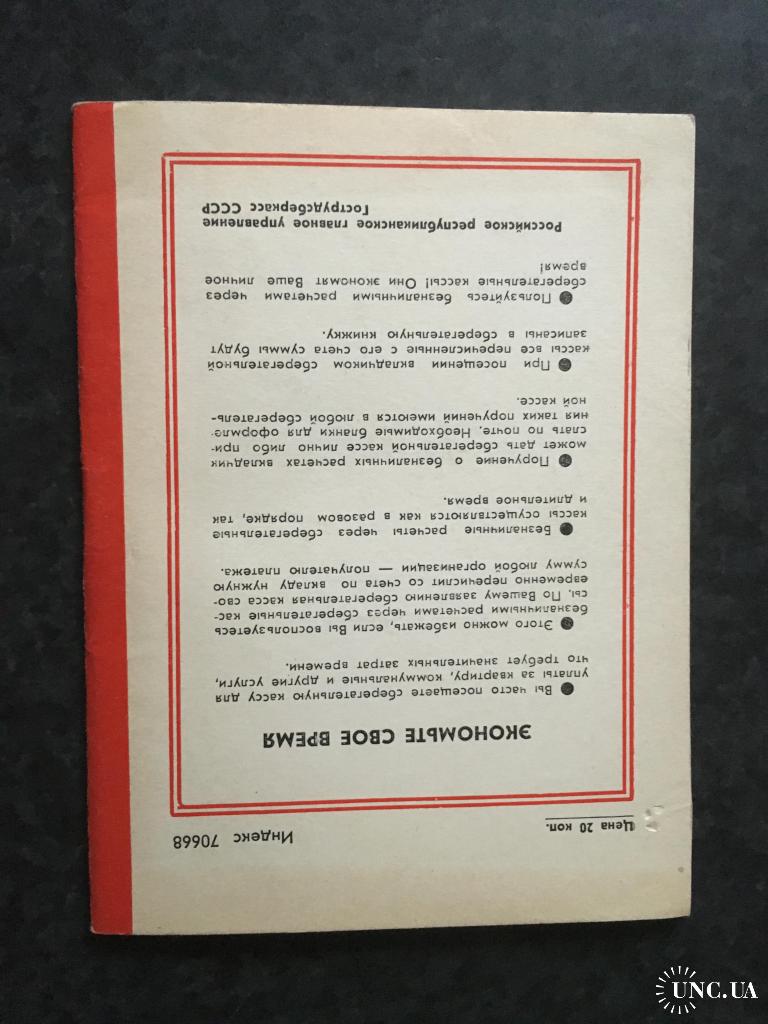 Цена 20 коп.
Индекс 70668
ЭКОНОМЬТЕ СВОЕ ВРЕМЯ
● Вы часто посещаете сберегательную кассу для
уплаты за квартиру, коммунальные и другие услуги,
что требует значительных затрат времени.
● Этого можно избежать, если Вы воспользуетесь
безналичными расчетами через сберегательные кас-
сы. По Вашему заявлению сберегательная касса сво-
евременно перечислит со счета по вкладу нужную
сумму любой организации — получателю платежа.
● Безналичные расчеты через сберегательные
кассы осуществляются как в разовом порядке, так
и длительное время.
● Поручение о безналичных расчетах вкладчик
может дать сберегательной кассе лично либо при-
слать по почте. Необходимые бланки для оформле-
ния таких поручений имеются в любой сберегатель-
ной кассе.
● При посещении вкладчиком сберегательной
кассы все перечисленные с его счета суммы будут
записаны в сберегательную книжку.
● Пользуйтесь безналичными расчетами через
сберегательные кассы! Они экономят Ваше личное
время!
Российское республиканское главное управление
Гострудсберкасс СССР
UNC.UA